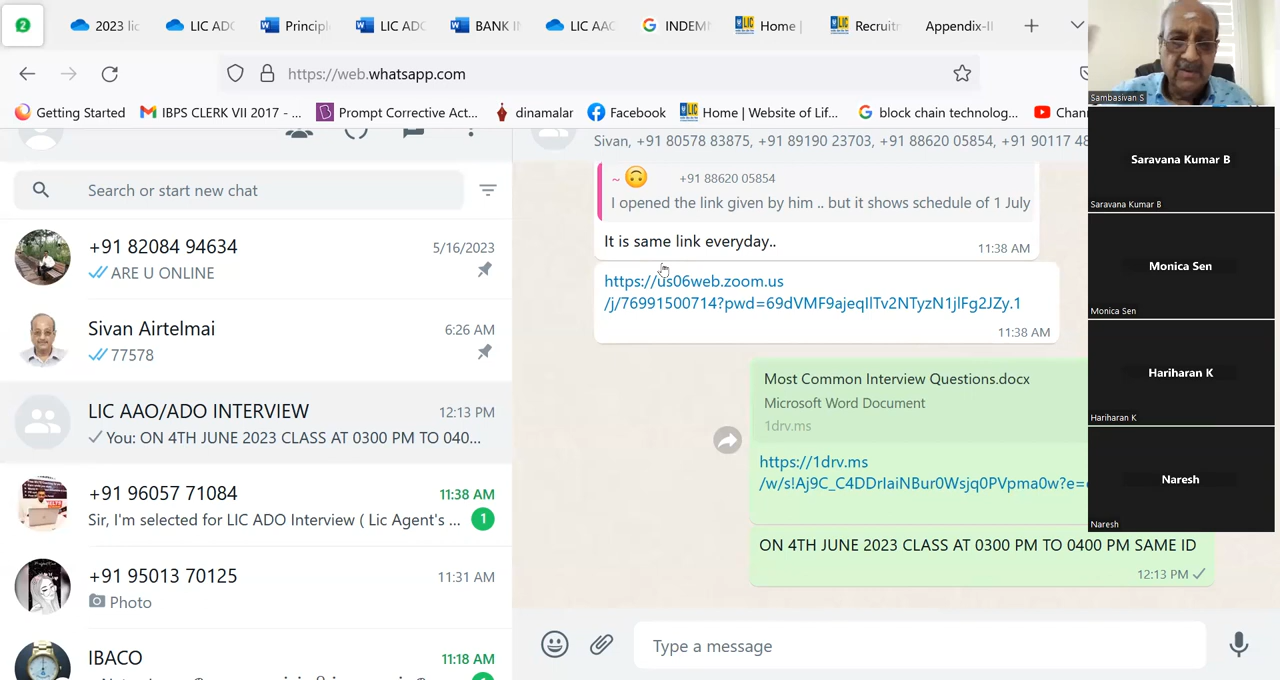 2
2023 lic
LIC ADO
Principl
LIC ADO
BANK I
LIC AAO
INDEMN
Home |
Recruitr
Appendix-II
https://web.whatsapp.com
Getting Started
IBPS CLERK VII 2017 - ...
Prompt Corrective Act...
dinamalar
Facebook
Home | Website of Lif...
block chain technolog...
Chan
Search or start new chat
+91 82084 94634
5/16/2023
ARE U ONLINE
Sivan Airtelmai
6:26 AM
77578
LIC AAO/ADO INTERVIEW
12:13 PM
You: ON 4TH JUNE 2023 CLASS AT 0300 PM TO 040...
+91 96057 71084
11:38 AM
Sir, I'm selected for LIC ADO Interview ( Lic Agent's ...
1
+91 95013 70125
11:31 AM
Photo
IBACO
11:18 AM
Sivan, +91 80578 83875, +91 89190 23703, +91 88620 05854, +91 90117 48
~ 🙃 +91 88620 05854
I opened the link given by him .. but it shows schedule of 1 July
It is same link everyday..
11:38 AM
https://us06web.zoom.us
/j/76991500714?pwd=69dVMF9ajeqIlTv2NTyzN1jlFg2JZy.1
11:38 AM
Most Common Interview Questions.docx
Microsoft Word Document
1drv.ms
https://1drv.ms
/w/s!Aj9C_C4DDrIaiNBur0Wsjq0PVpma0w?e=
ON 4TH JUNE 2023 CLASS AT 0300 PM TO 0400 PM SAME ID
12:13 PM
Type a message
Sambasivan S
Saravana Kumar B
Saravana Kumar B
Monica Sen
Monica Sen
Hariharan K
Hariharan K
Naresh
Naresh